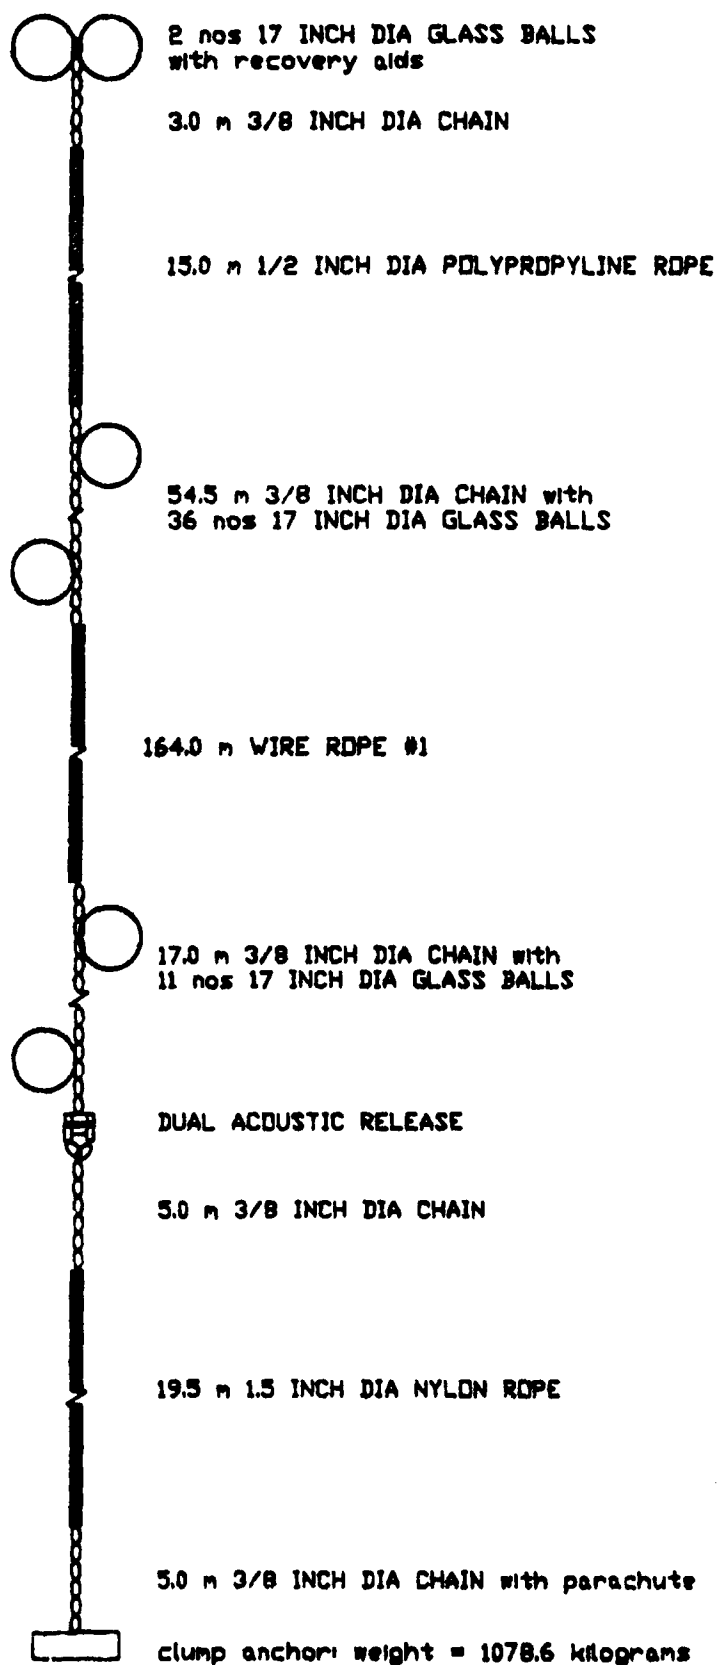 2 nos 17 INCH DIA GLASS BALLS
with recovery aids
3.0 m 3/8 INCH DIA CHAIN
15.0 m 1/2 INCH DIA POLYPROPYLINE ROPE
54.5 m 3/8 INCH DIA CHAIN with
36 nos 17 INCH DIA GLASS BALLS
164.0 m WIRE ROPE #1
17.0 m 3/8 INCH DIA CHAIN with
11 nos 17 INCH DIA GLASS BALLS
DUAL ACOUSTIC RELEASE
5.0 m 3/8 INCH DIA CHAIN
19.5 m 1.5 INCH DIA NYLON ROPE
5.0 m 3/8 INCH DIA CHAIN with parachute
clump anchor: weight = 1078.6 kilograms